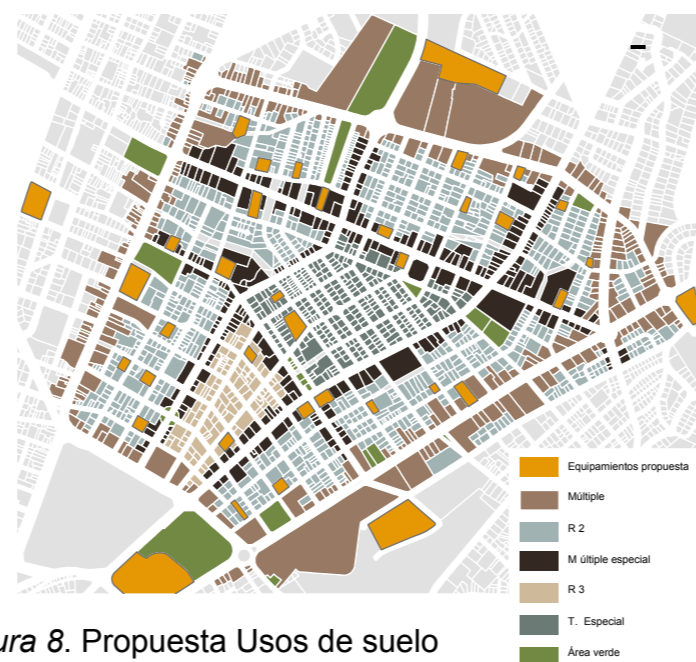 Equipamientos propuesta
Múltiple
R 2
M últiple especial
R 3
T. Especial
Área verde
ura 8. Propuesta Usos de suelo